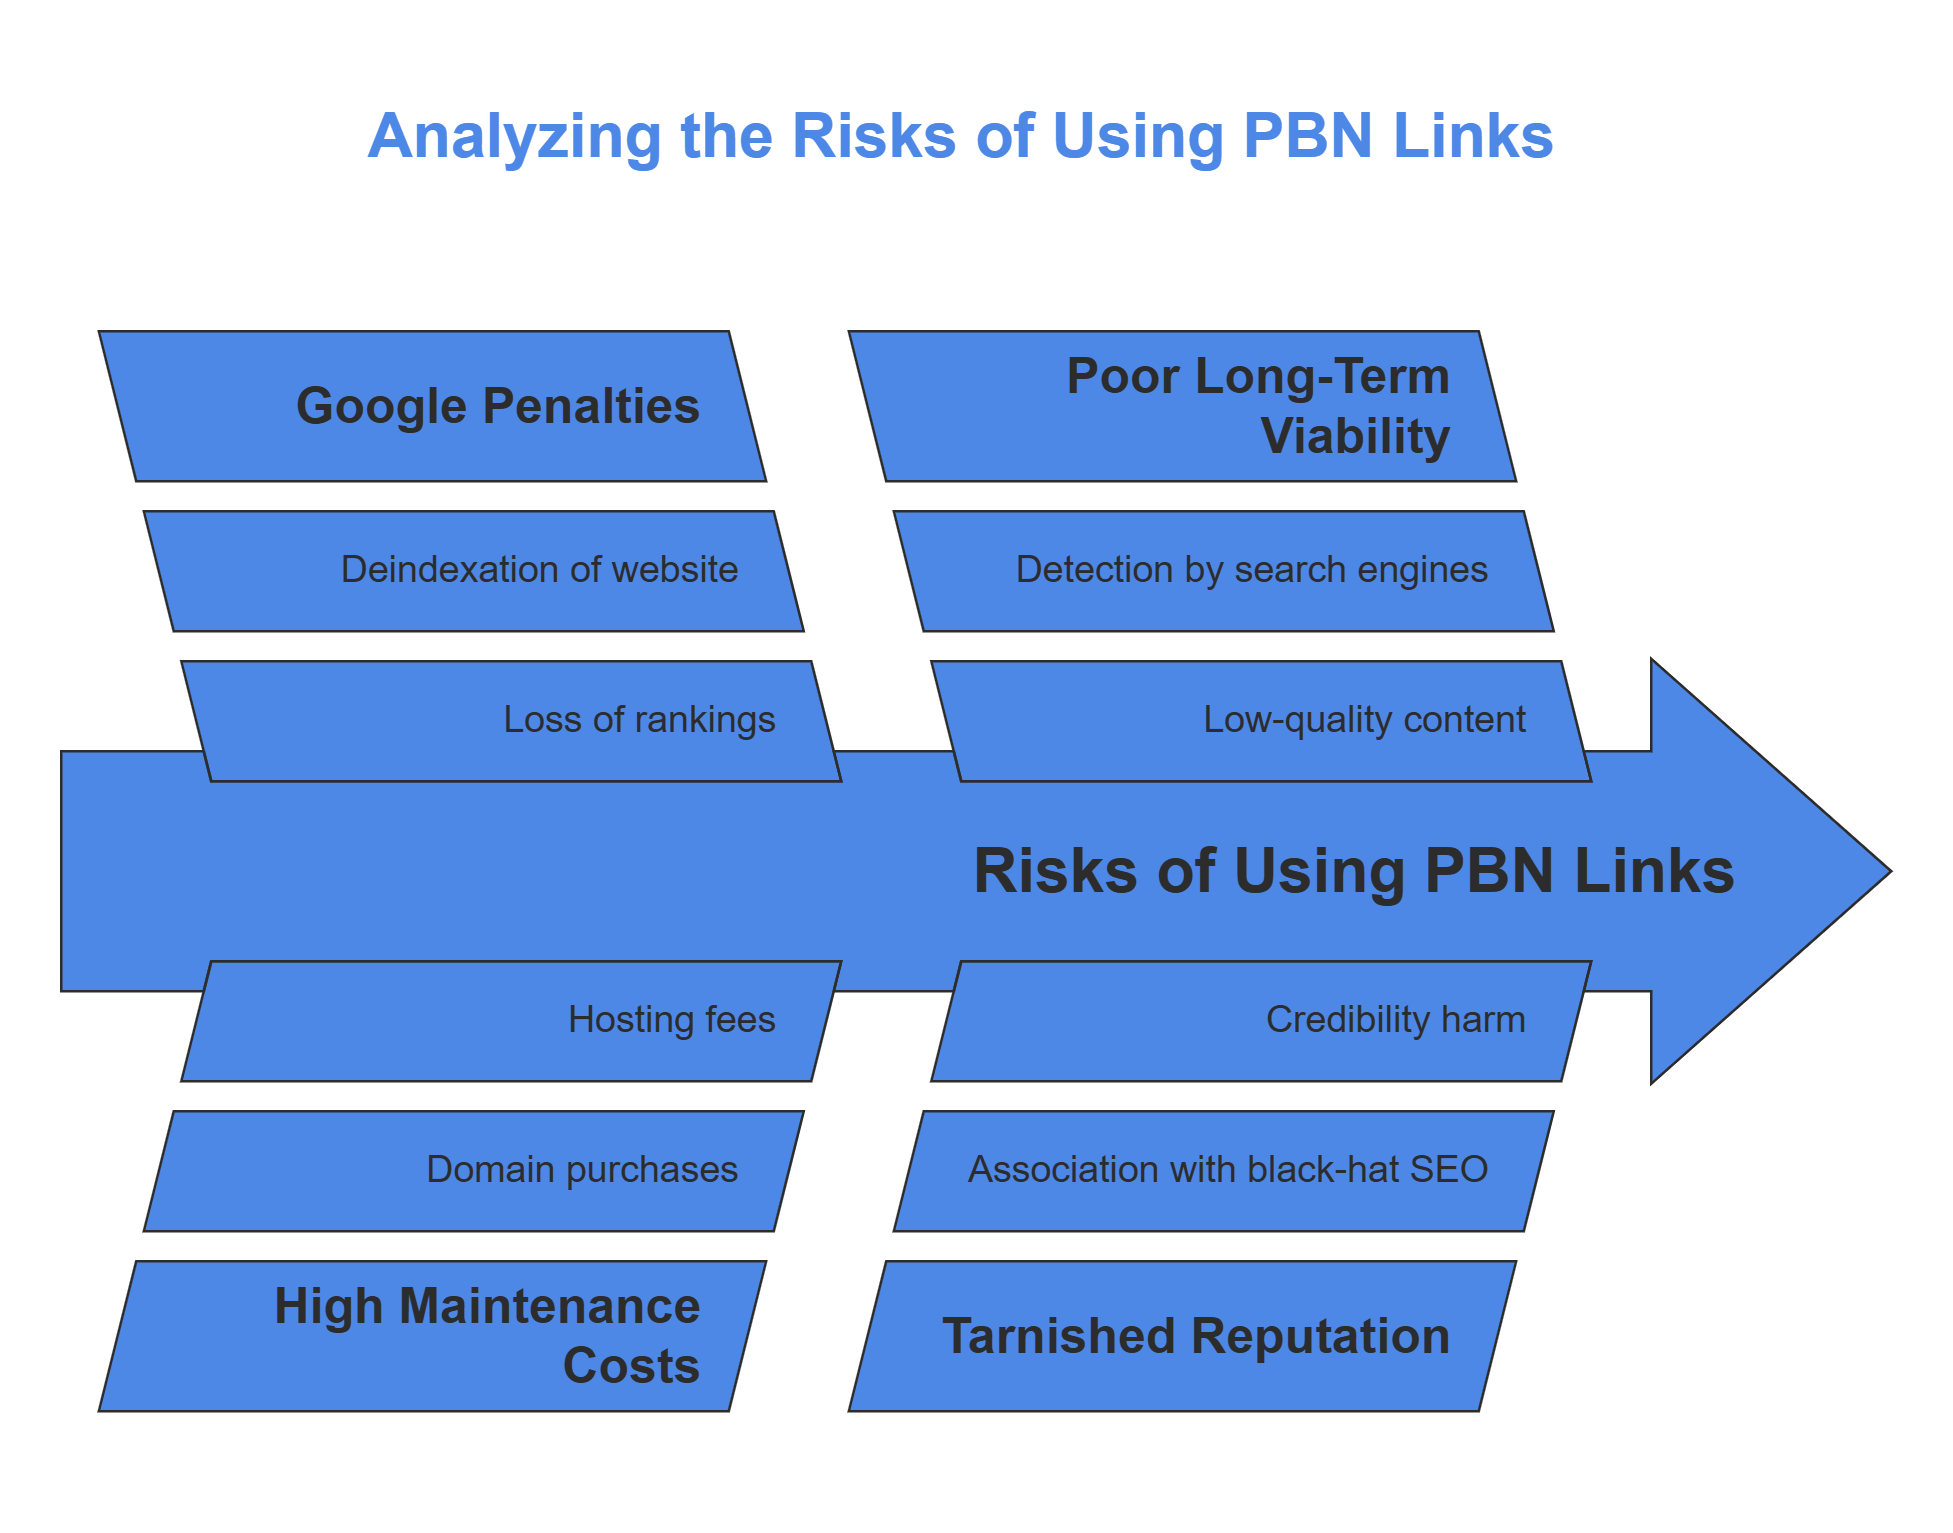 Analyzing the Risks of Using PBN Links
Google Penalties
Deindexation of website
Loss of rankings
Poor Long-Term
Viability
Detection by search engines
Low-quality content
Risks of Using PBN Links
Hosting fees
Domain purchases
High Maintenance
Costs
Credibility harm
Association with black-hat SEO
Tarnished Reputation